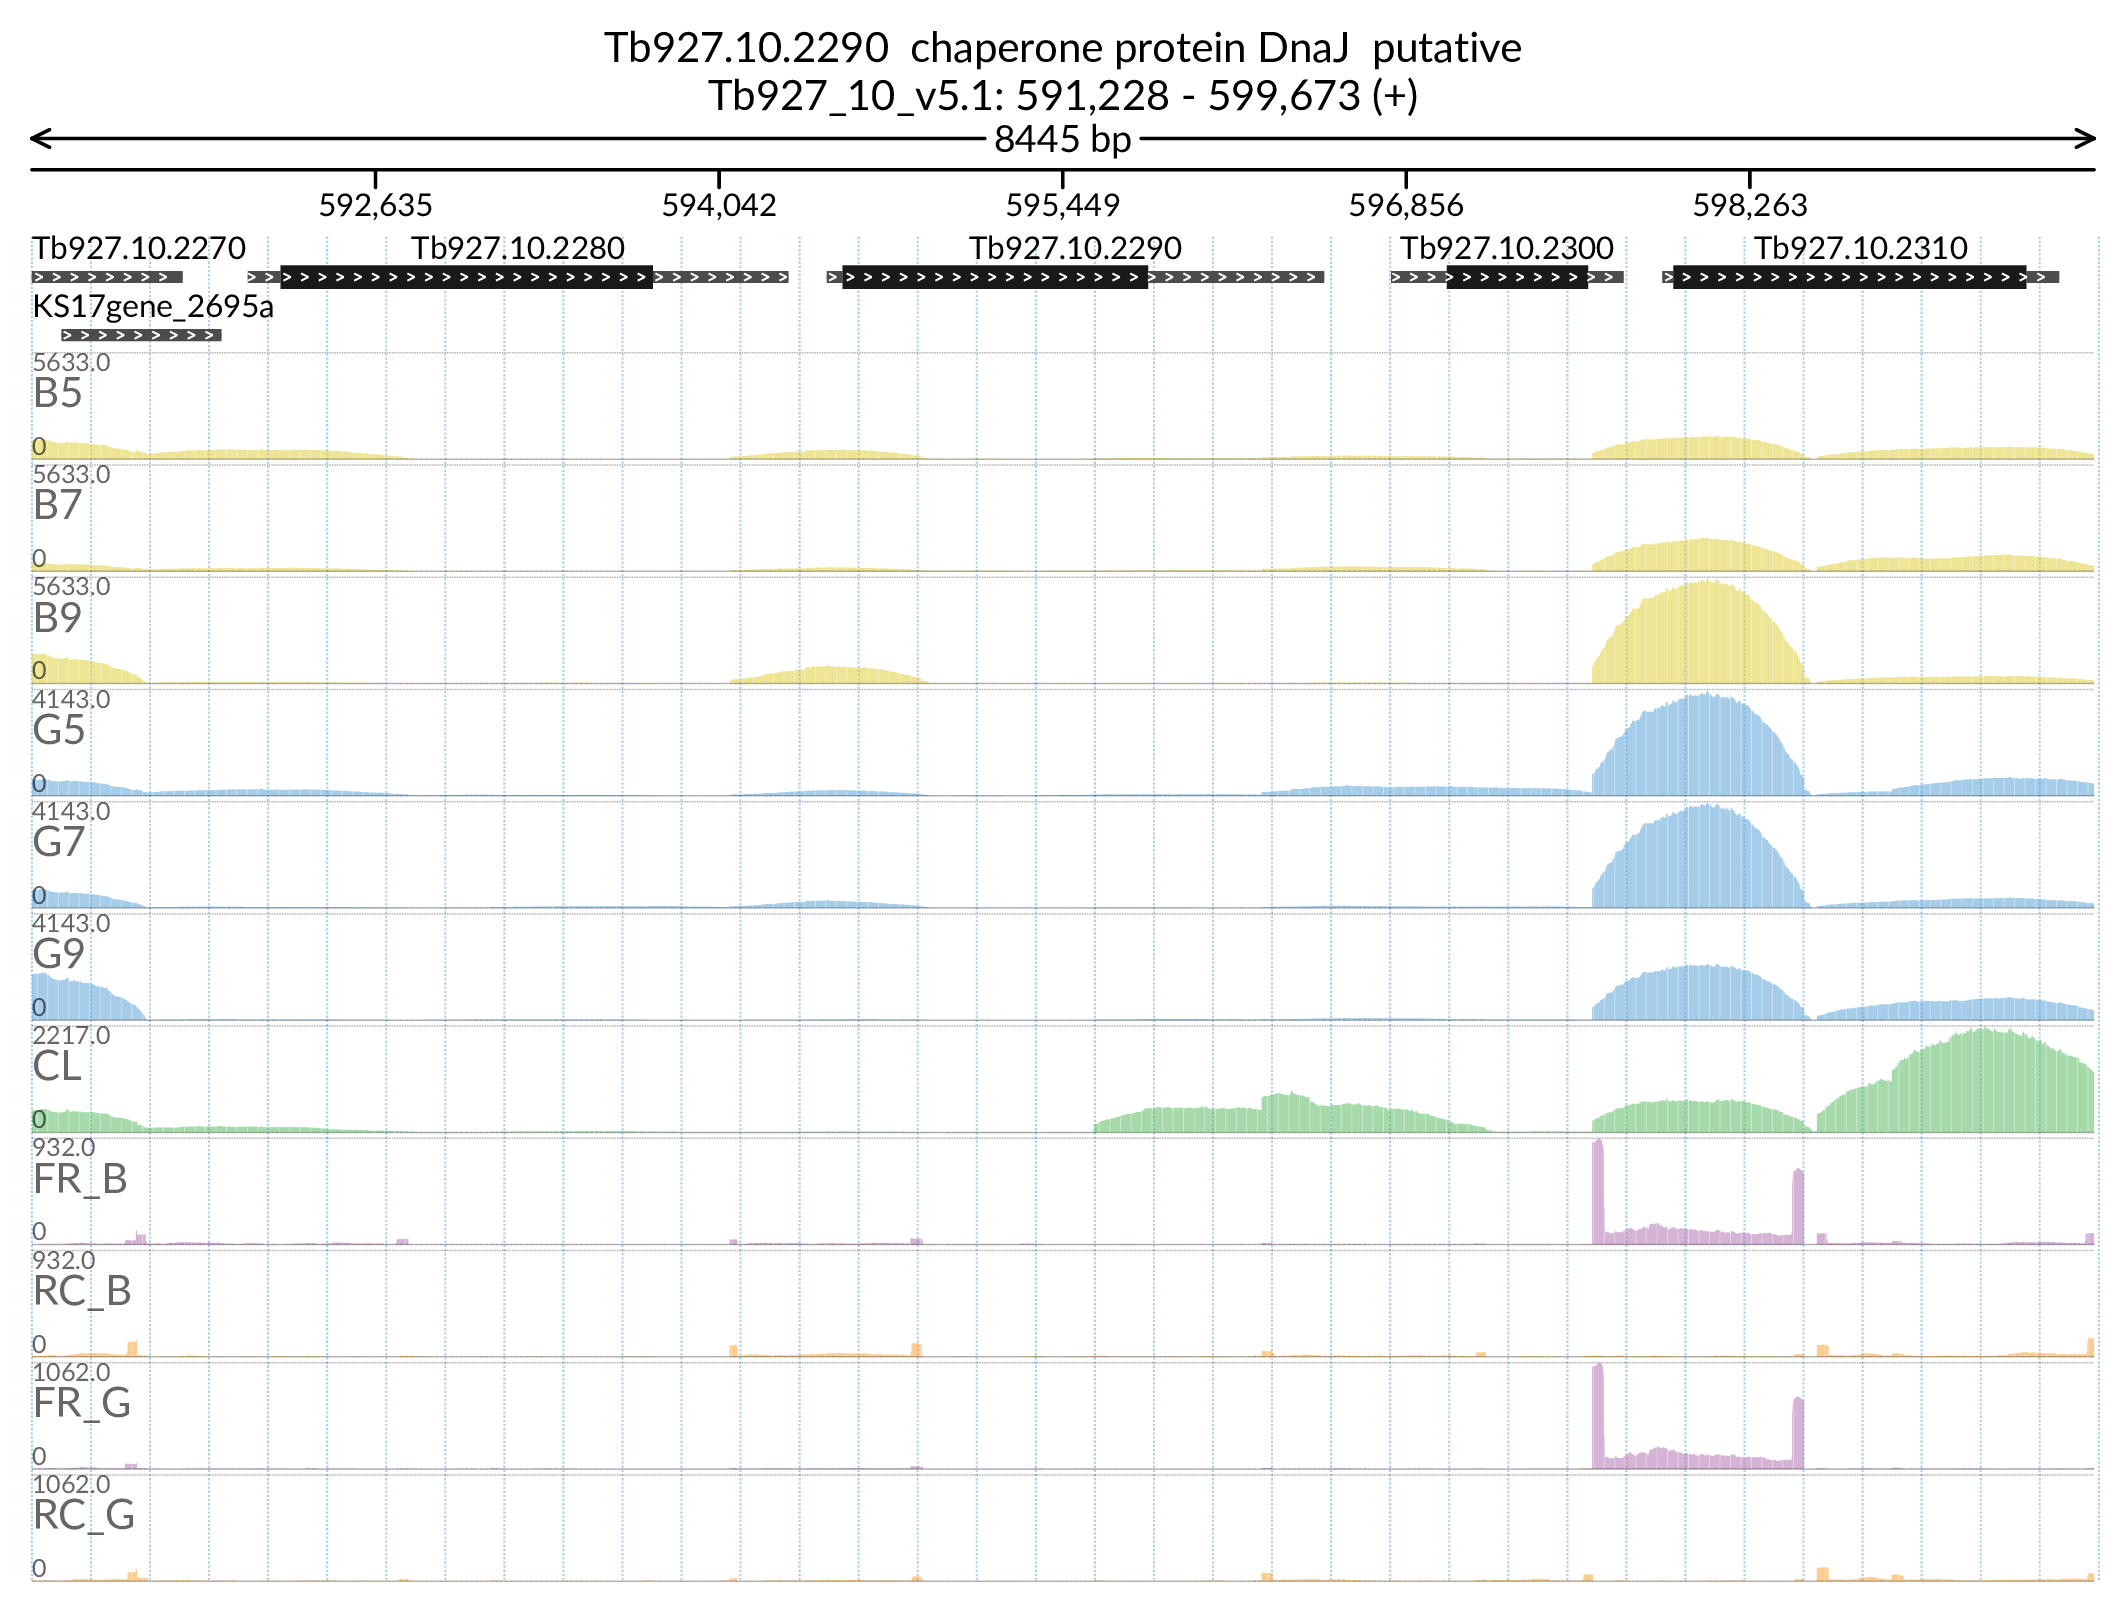 Tb927.10.2290  chaperone protein DnaJ  putative
Tb927_10_v5.1: 591,228 - 599,673 (+)
8445 bp
592,635 594,042 595,449 596,856 598,263
Tb927.10.2270 Tb927.10.2280 Tb927.10.2290 Tb927.10.2300 Tb927.10.2310
KS17gene_2695a
5633.0
B5
0
5633.0
B7
0
5633.0
B9
0
4143.0
G5
0
4143.0
G7
0
4143.0
G9
0
2217.0
CL
0
932.0
FR_B
0
932.0
RC_B
0
1062.0
FR_G
0
1062.0
RC_G
0